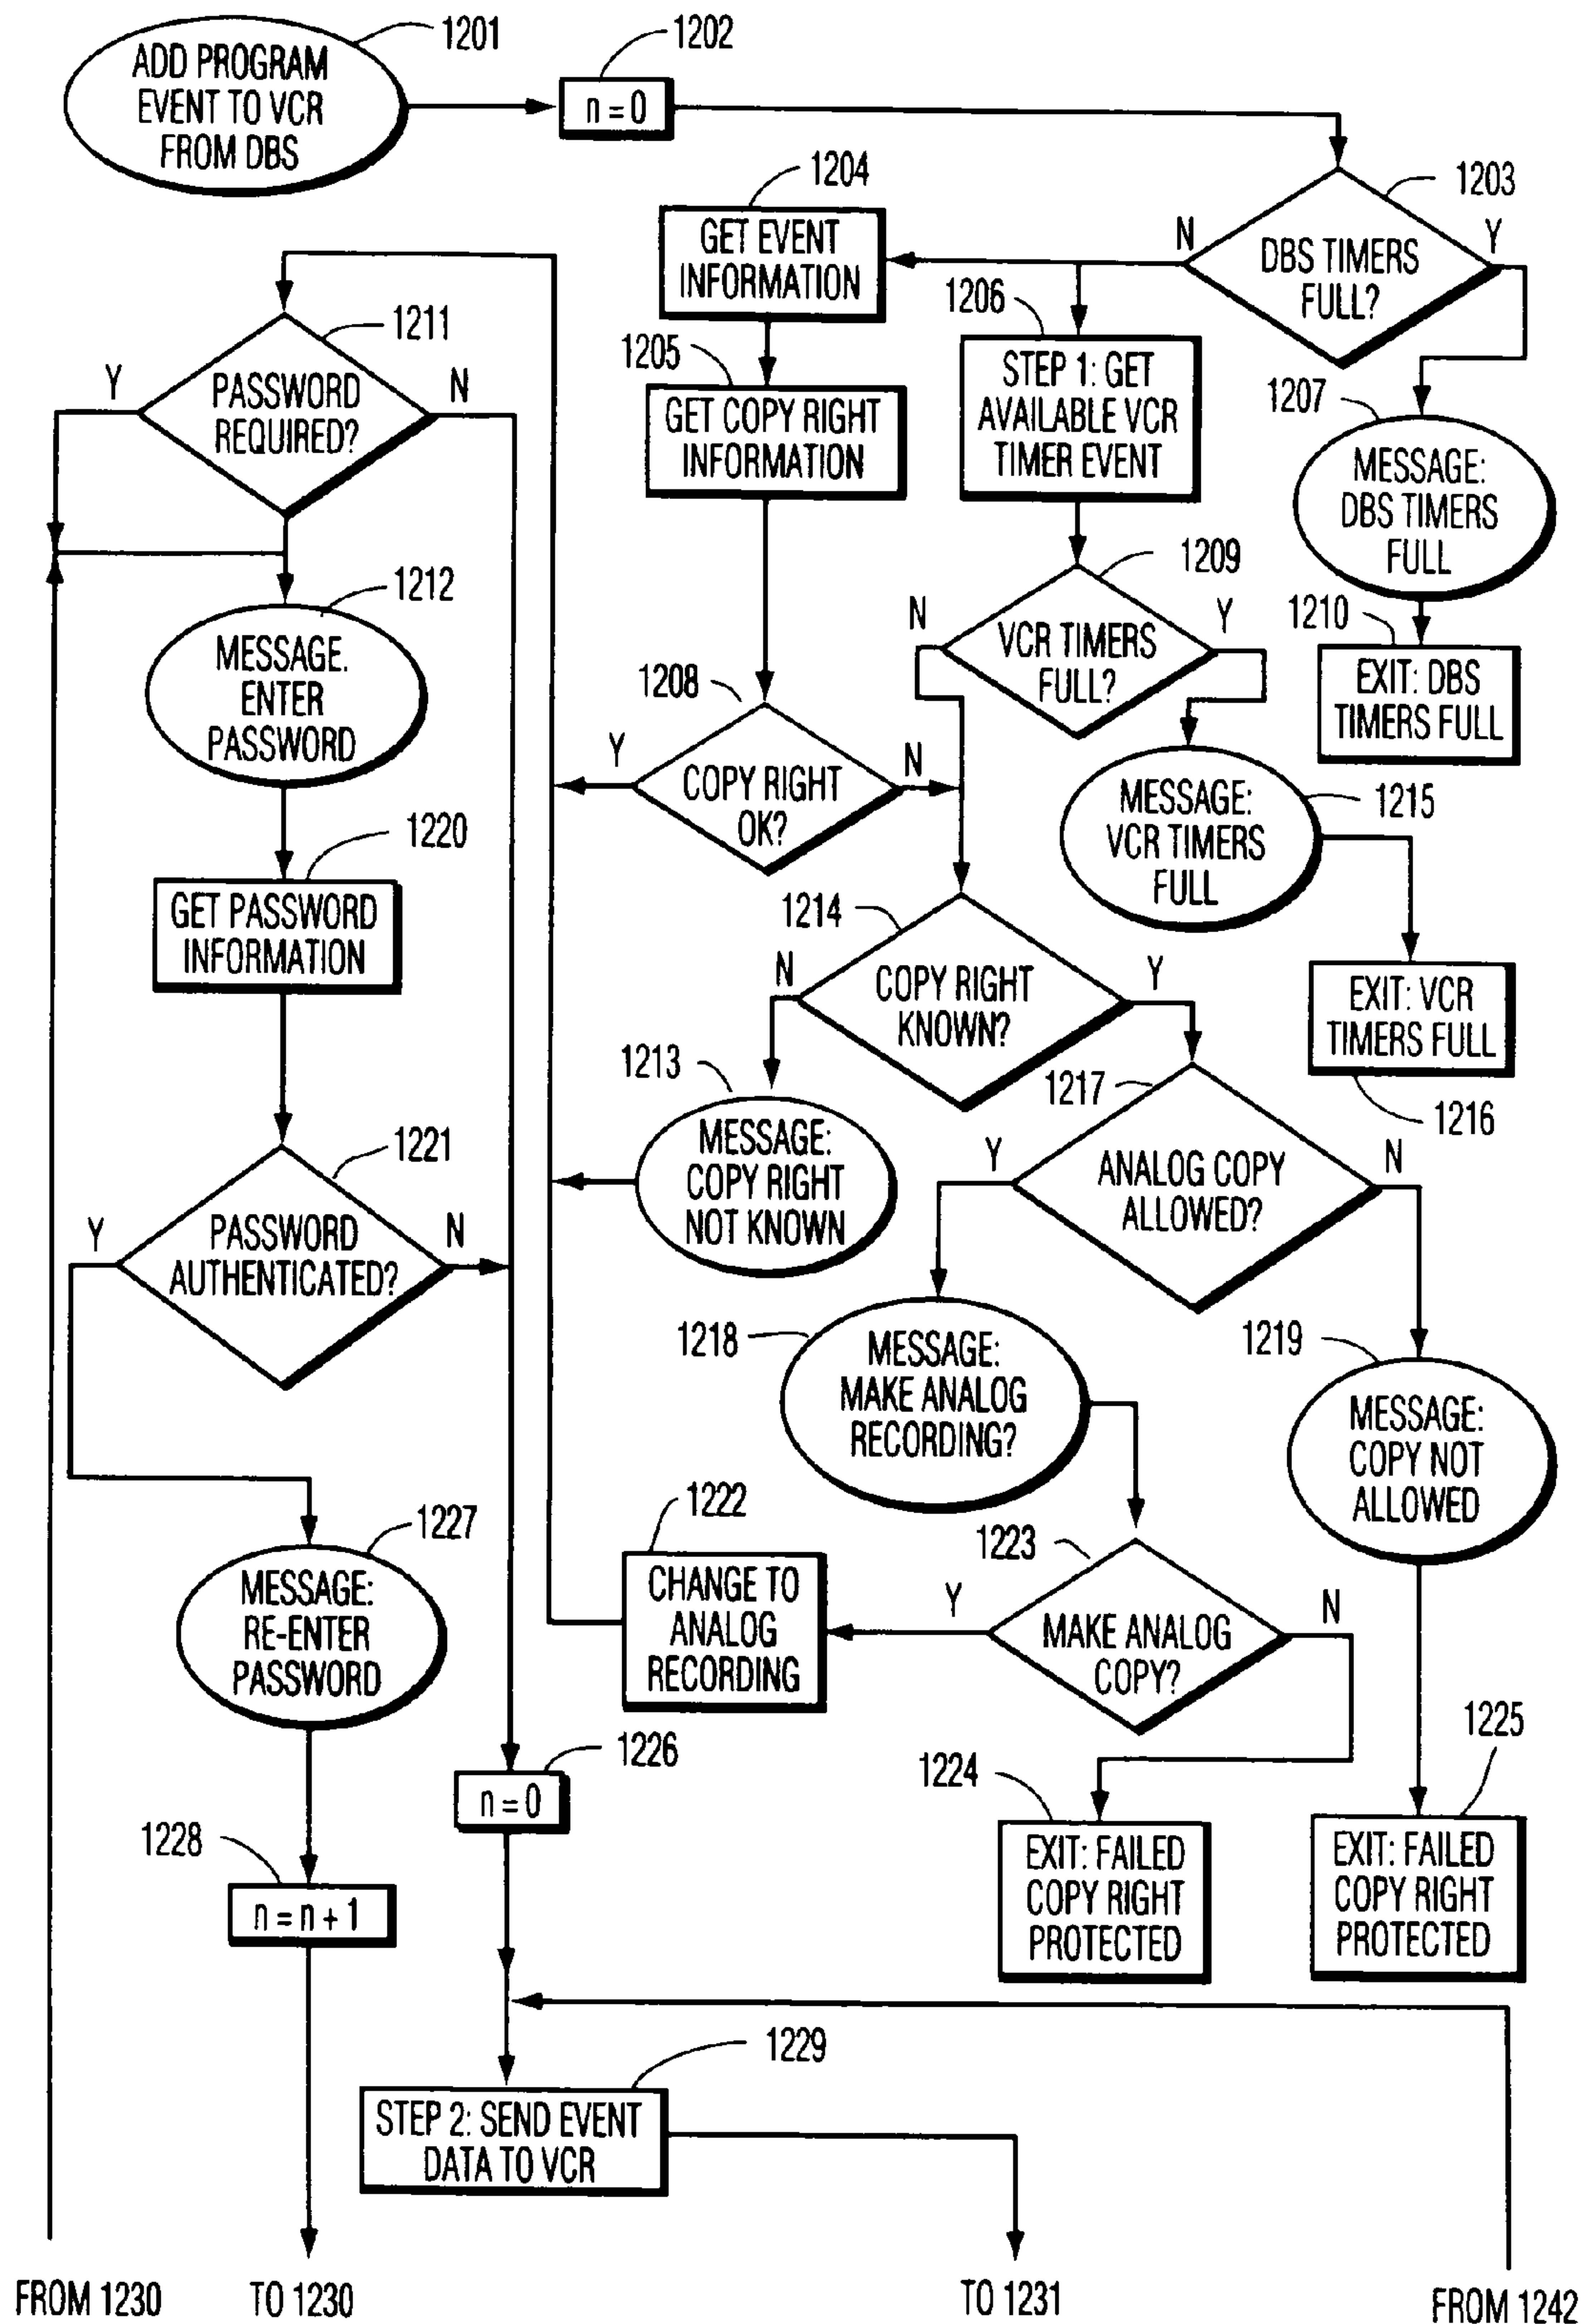 1201
ADD PROGRAM
EVENT TO VCR
FROM DBS
1202
n = 0
1203
N
Y
DBS TIMERS
FULL?
1204
GET EVENT
INFORMATION
1205
GET COPY RIGHT
INFORMATION
1206
STEP 1: GET
AVAILABLE VCR
TIMER EVENT
1207
MESSAGE:
DBS TIMERS
FULL
1211
Y
N
PASSWORD
REQUIRED?
1209
N
Y
VCR TIMERS
FULL?
1210
EXIT: DBS
TIMERS FULL
1212
MESSAGE.
ENTER
PASSWORD
1208
Y
N
COPY RIGHT
OK?
1215
MESSAGE:
VCR TIMERS
FULL
1220
GET PASSWORD
INFORMATION
1214
N
Y
COPY RIGHT
KNOWN?
EXIT: VCR
TIMERS FULL
1216
1213
MESSAGE:
COPY RIGHT
NOT KNOWN
1217
Y
N
ANALOG COPY
ALLOWED?
1221
Y
N
PASSWORD
AUTHENTICATED?
1218
MESSAGE:
MAKE ANALOG
RECORDING?
1219
MESSAGE:
COPY NOT
ALLOWED
1222
CHANGE TO
ANALOG
RECORDING
1223
Y
N
MAKE ANALOG
COPY?
1227
MESSAGE:
RE-ENTER
PASSWORD
1226
n = 0
1224
EXIT: FAILED
COPY RIGHT
PROTECTED
1225
EXIT: FAILED
COPY RIGHT
PROTECTED
1228
n = n + 1
1229
STEP 2: SEND EVENT
DATA TO VCR
FROM 1230
TO 1230
TO 1231
FROM 1242